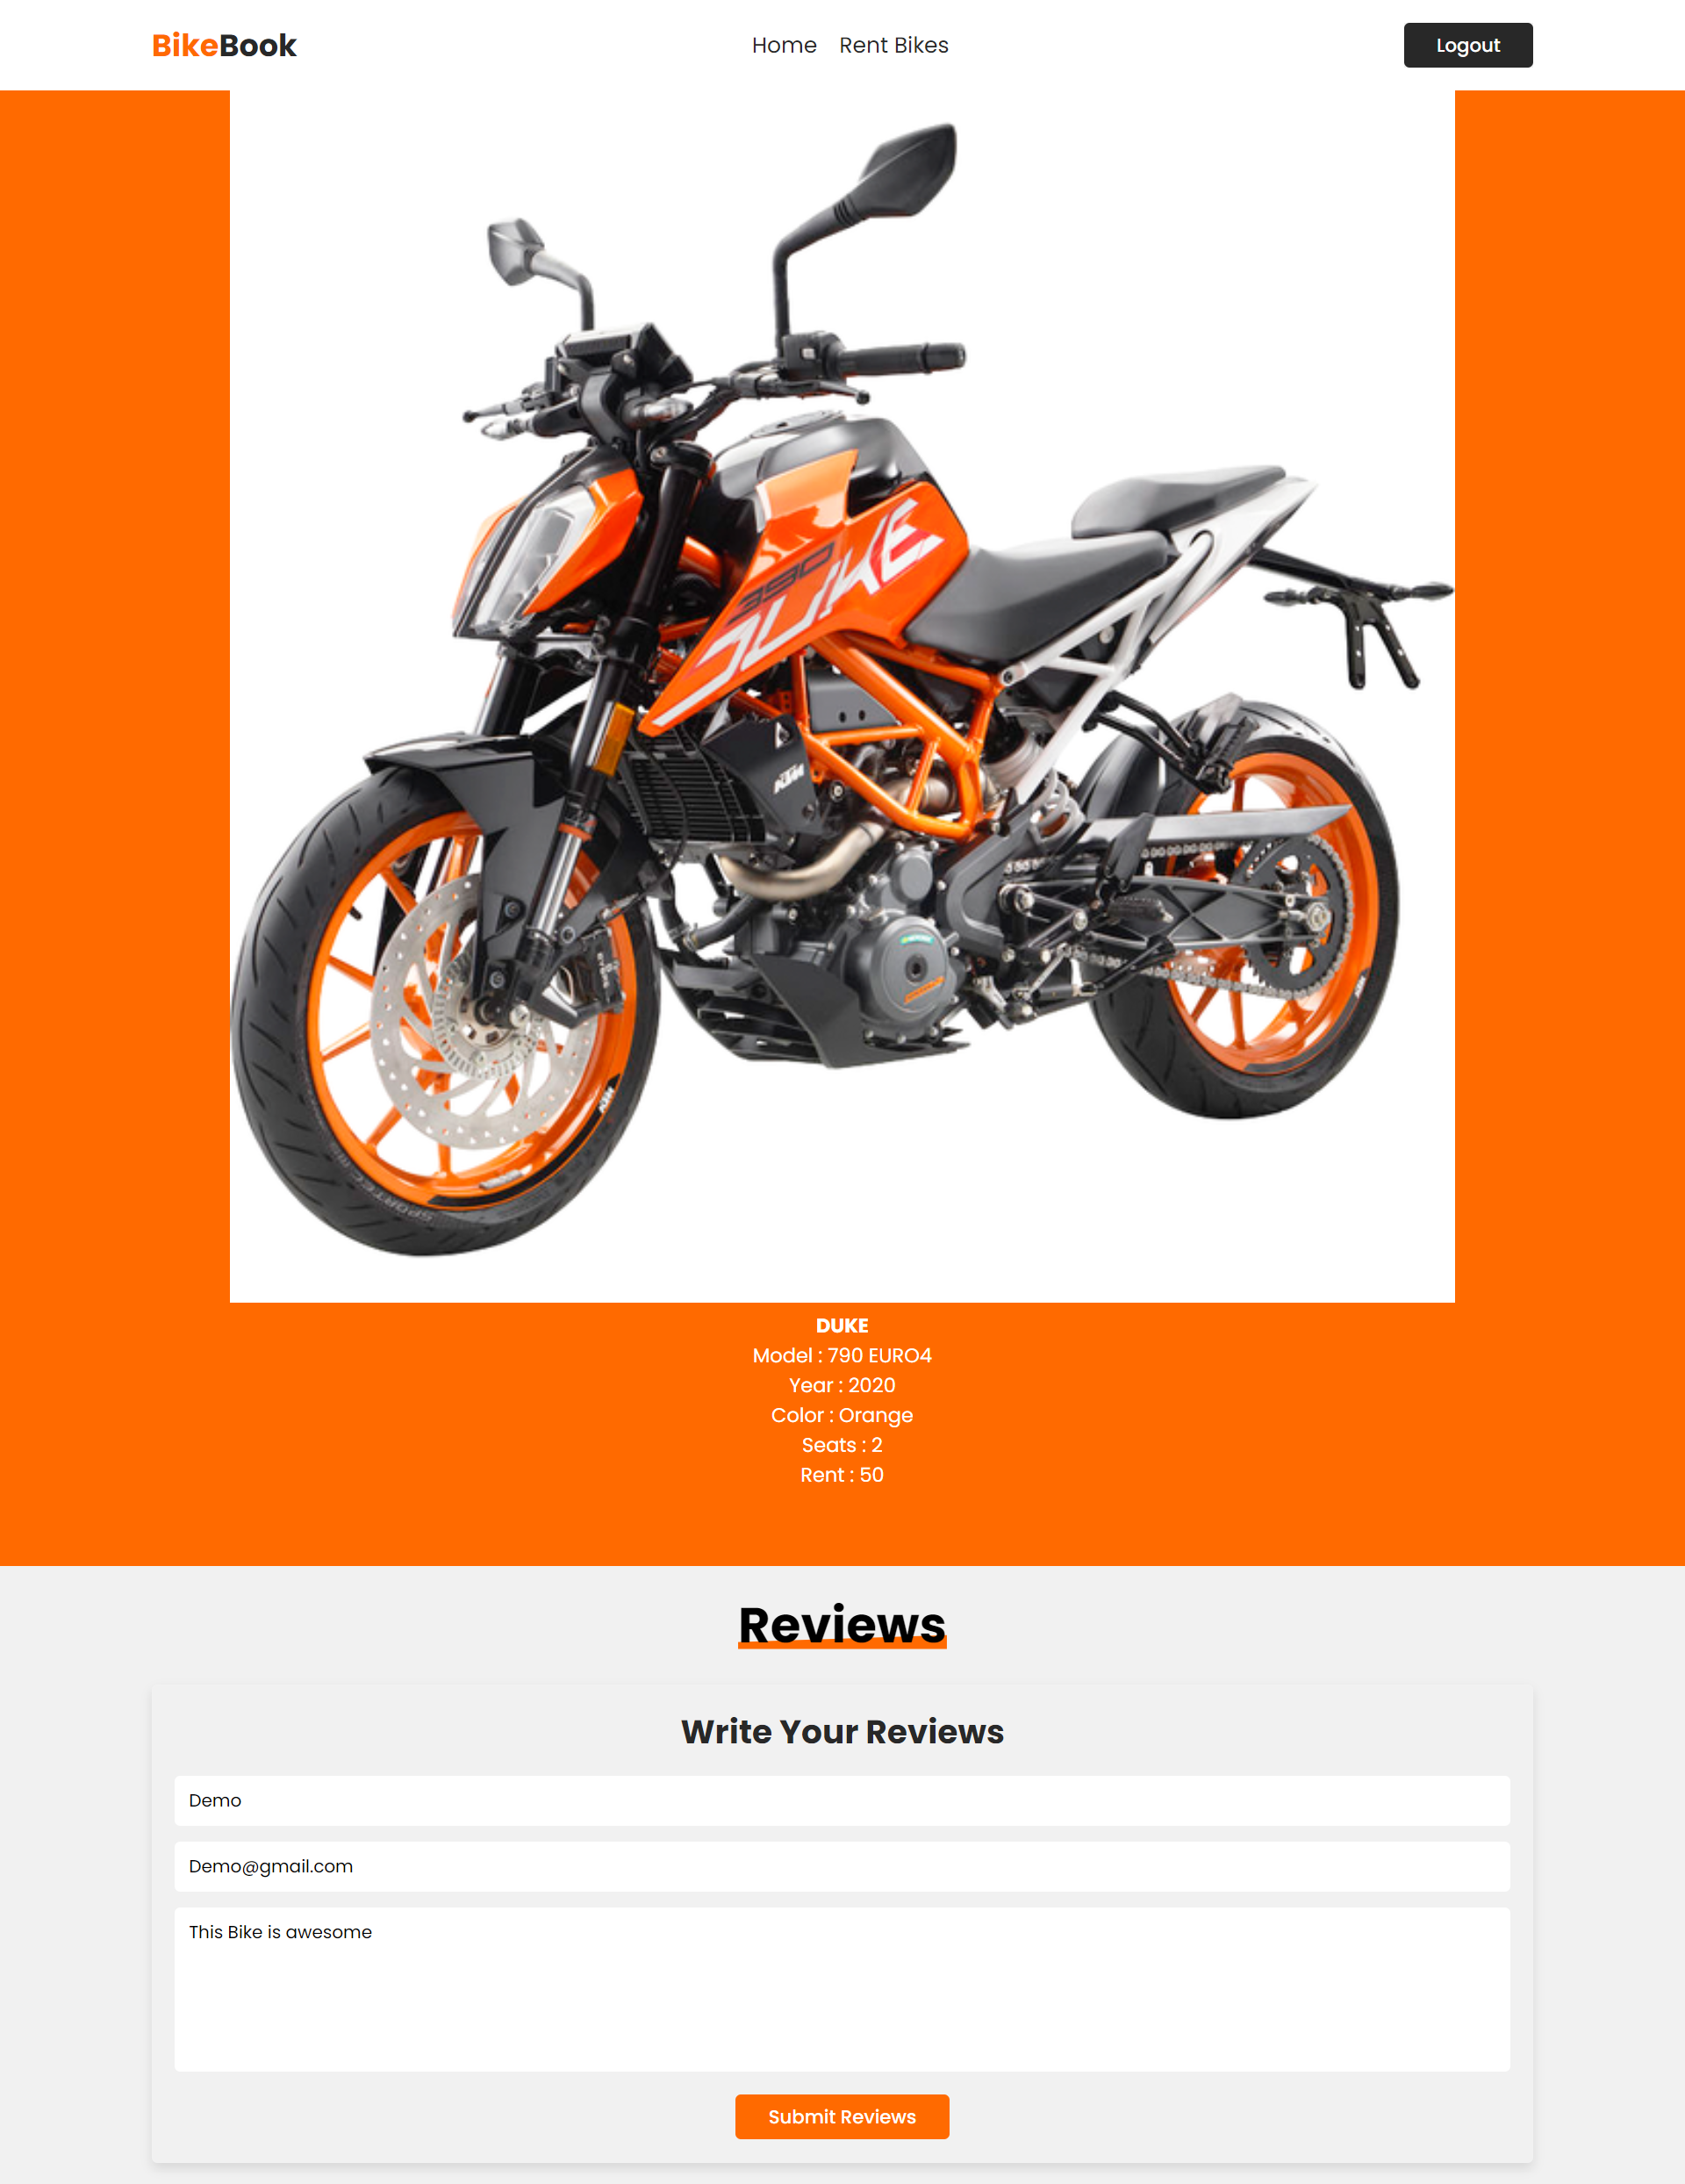 BikeBook
Home Rent Bikes
Logout
390
DUKE
KTM
DUKE
Model : 790 EURO4
Year : 2020
Color : Orange
Seats : 2
Rent : 50
Reviews
Write Your Reviews
Demo
Demo@gmail.com
This Bike is awesome
Submit Reviews